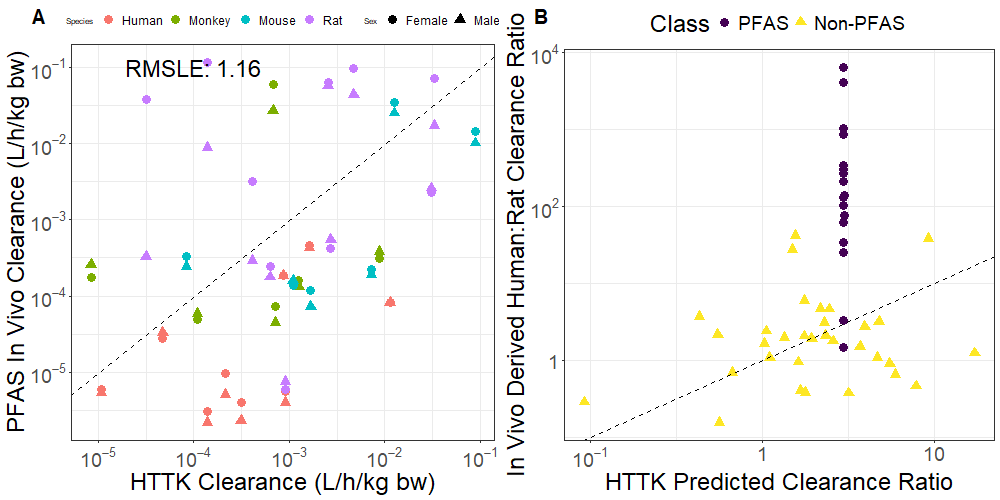 A
Species Human Monkey Mouse Rat Sex Female Male
RMSLE: 1.16
PFAS In Vivo Clearance (L/h/kg bw)
10−1
10−2
10−3
10−4
10−5
10−5 10−4 10−3 10−2 10−1
HTTK Clearance (L/h/kg bw)
B
Class PFAS Non-PFAS
In Vivo Derived Human:Rat Clearance Ratio
104
102
1
10−1 1 10
HTTK Predicted Clearance Ratio